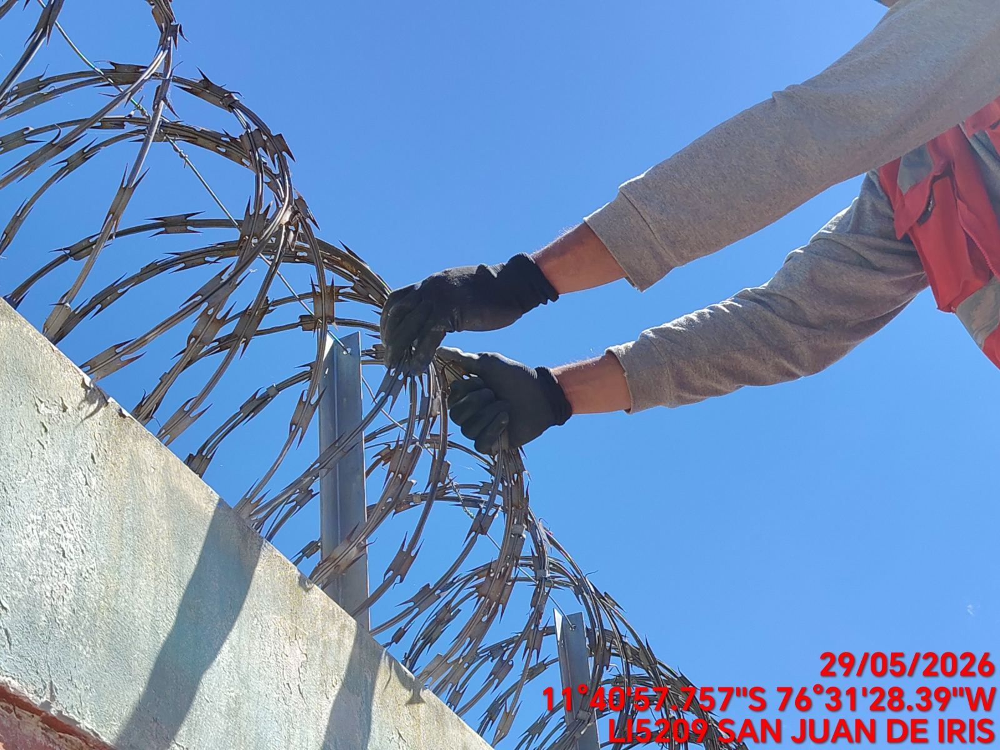 29/05/2026
11°40'57.757"S 76°31'28.39"W
LI5209 SAN JUAN DE IRIS